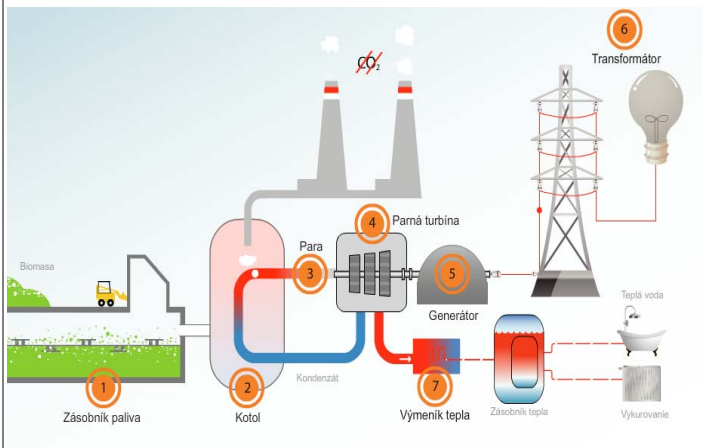 6
Transformátor
CO₂
4
Parná turbína
Para
3
5
Generátor
Biomasa
Teplá voda
1
Zásobník paliva
2
Kotol
Kondenzát
7
Výmeník tepla
Zásobník tepla
Vykurovanie